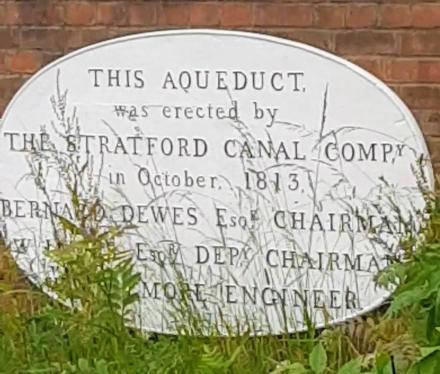 THIS AQUEDUCT,
was erected by
THE STRATFORD CANAL COMPY
in October, 1813,
BERNARD DEWES EsqR CHAIRMAN
W EsqR DEPY CHAIRMAN
ENGINEER